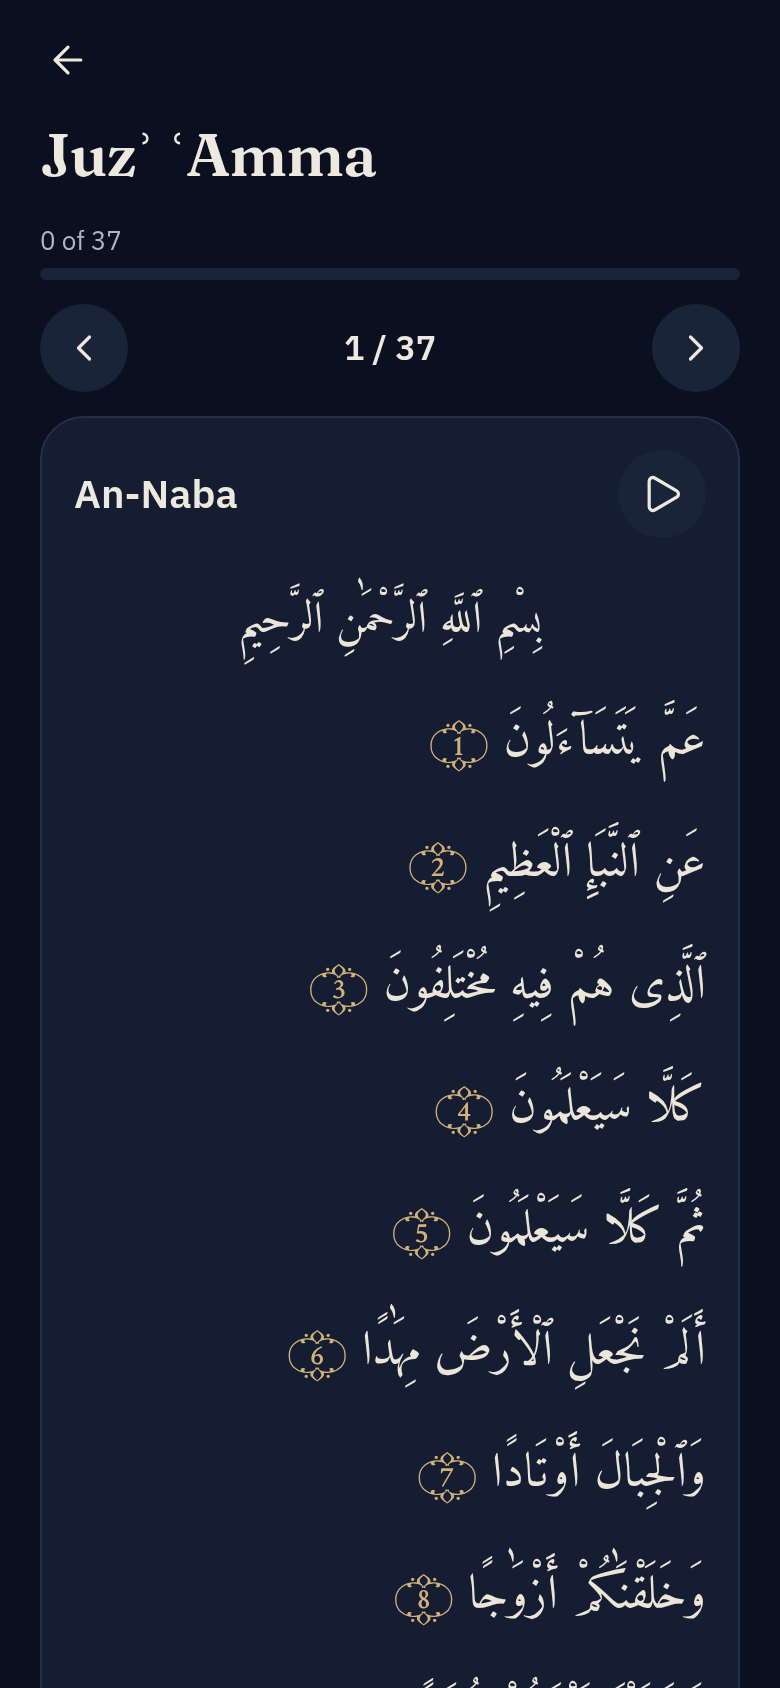 Juzʾ ʿAmma
0 of 37
1 / 37
An-Naba
بِسْمِ ٱللَّهِ ٱلرَّحْمَٰنِ ٱلرَّحِيمِ
عَمَّ يَتَسَآءَلُونَ 1
عَنِ ٱلنَّبَإِ ٱلْعَظِيمِ 2
ٱلَّذِى هُمْ فِيهِ مُخْتَلِفُونَ 3
كَلَّا سَيَعْلَمُونَ 4
ثُمَّ كَلَّا سَيَعْلَمُونَ 5
أَلَمْ نَجْعَلِ ٱلْأَرْضَ مِهَٰدًا 6
وَٱلْجِبَالَ أَوْتَادًا 7
وَخَلَقْنَٰكُمْ أَزْوَٰجًا 8